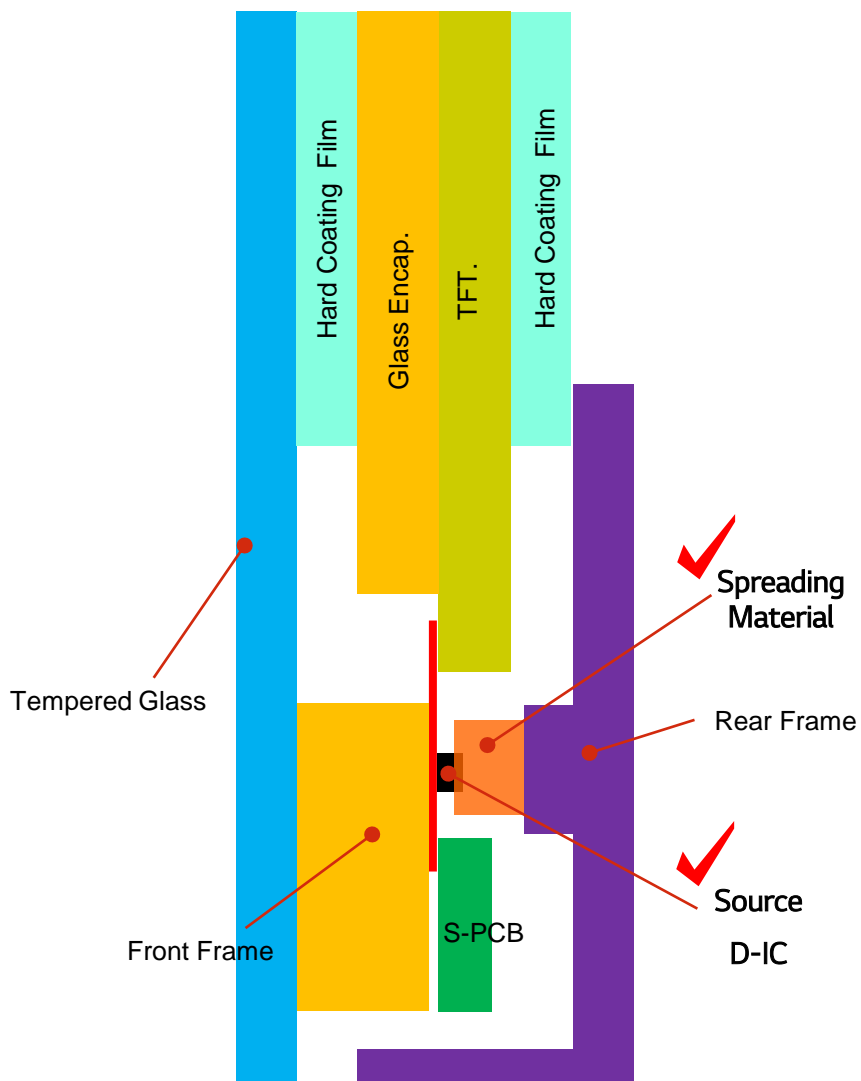 Hard Coating Film
Glass Encap.
TFT.
Hard Coating Film
Spreading
Material
Tempered Glass
Rear Frame
Source
D-IC
Front Frame
S-PCB